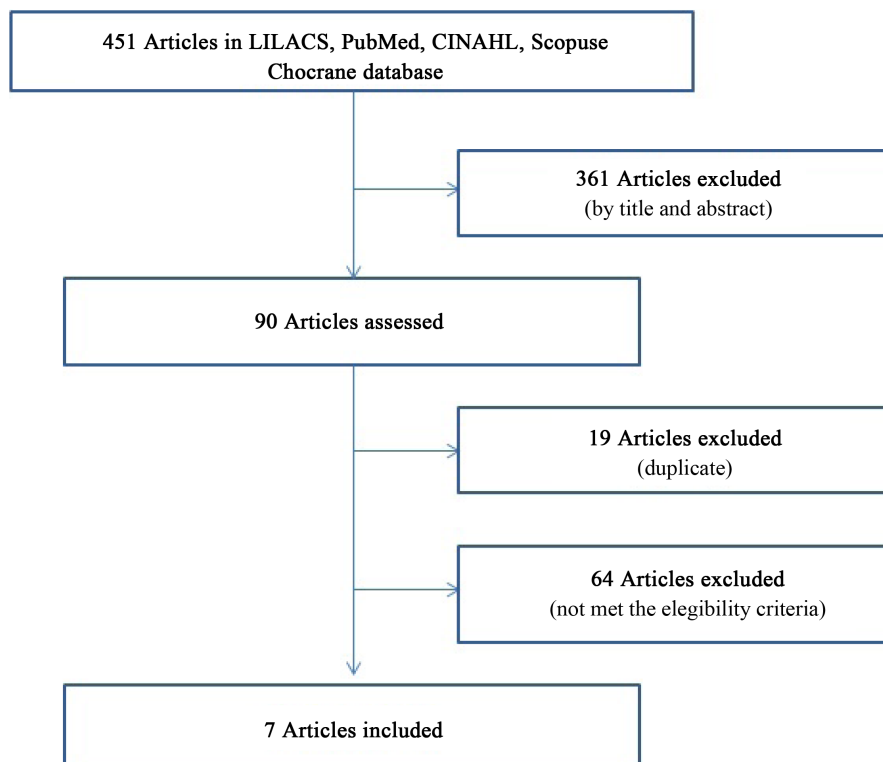 451 Articles in LILACS, PubMed, CINAHL, Scopuse
Chocrane database
361 Articles excluded
(by title and abstract)
90 Articles assessed
19 Articles excluded
(duplicate)
64 Articles excluded
(not met the elegibility criteria)
7 Articles included